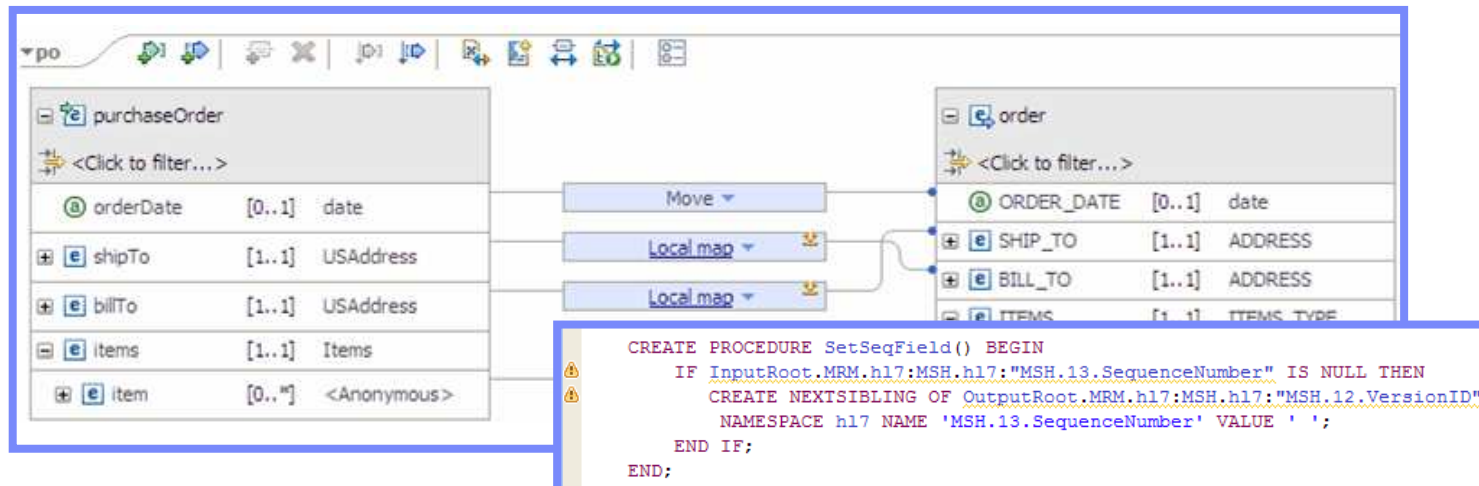 po
purchaseOrder
<Click to filter...>
orderDate [0..1] date
shipTo [1..1] USAddress
billTo [1..1] USAddress
items [1..1] Items
item [0..*] <Anonymous>
Move
Local map
Local map
order
<Click to filter...>
ORDER_DATE [0..1] date
SHIP_TO [1..1] ADDRESS
BILL_TO [1..1] ADDRESS
ITEMS [1..1] ITEMS_TYPE
CREATE PROCEDURE SetSeqField() BEGIN
IF InputRoot.MRM.hl7:MSH.hl7:"MSH.13.SequenceNumber" IS NULL THEN
CREATE NEXTSIBLING OF OutputRoot.MRM.hl7:MSH.hl7:"MSH.12.VersionID"
NAMESPACE hl7 NAME 'MSH.13.SequenceNumber' VALUE ' ';
END IF;
END;